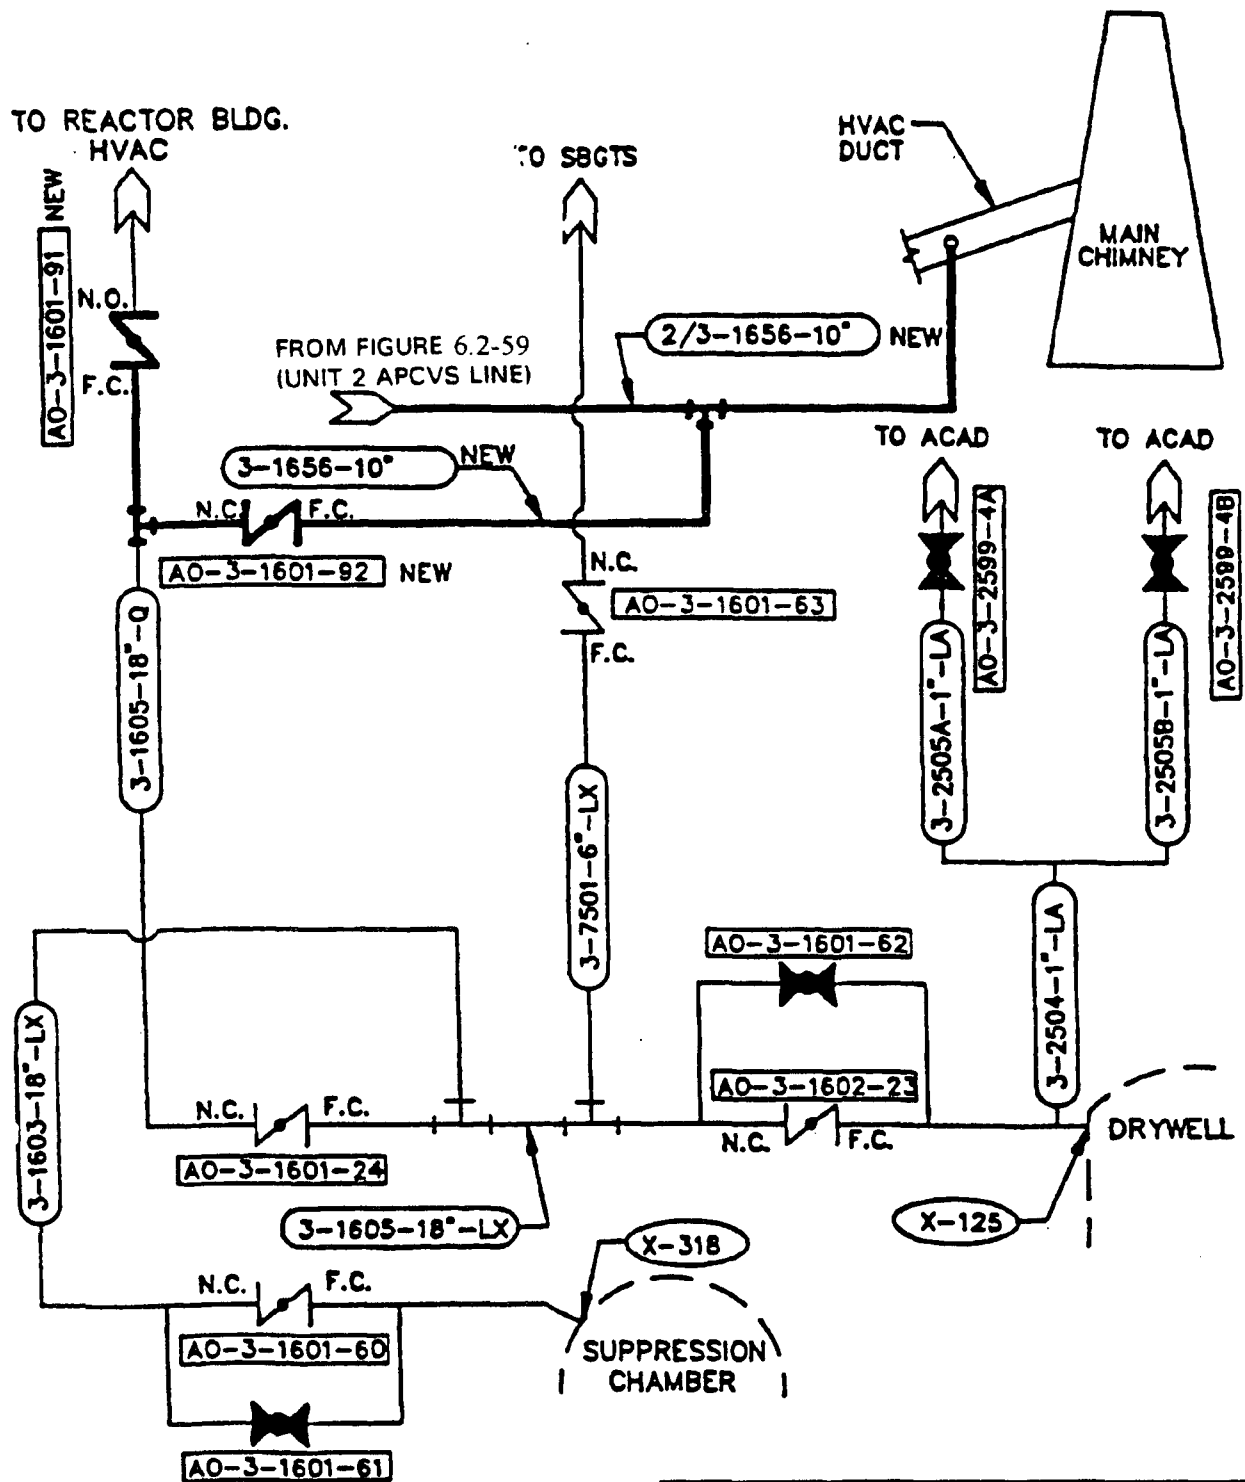 TO REACTOR BLDG.
HVAC
TO SBGTS
HVAC
DUCT
MAIN
CHIMNEY
AO-3-1601-91 NEW
N.O.
F.C.
FROM FIGURE 6.2-59
(UNIT 2 APCVS LINE)
2/3-1656-10" NEW
3-1656-10" NEW
TO ACAD
TO ACAD
N.C. F.C.
AO-3-1601-92 NEW
N.C.
AO-3-1601-63
F.C.
AO-3-2599-4A
AO-3-2599-4B
3-1605-18"-Q
3-7501-6"-LX
3-2505A-1"-LA
3-2505B-1"-LA
3-2504-1"-LA
AO-3-1601-62
3-1603-18"-LX
N.C. F.C.
AO-3-1601-24
AO-3-1602-23
N.C. F.C.
DRYWELL
3-1605-18"-LX
X-125
X-318
N.C. F.C.
AO-3-1601-60
SUPPRESSION
CHAMBER
AO-3-1601-61